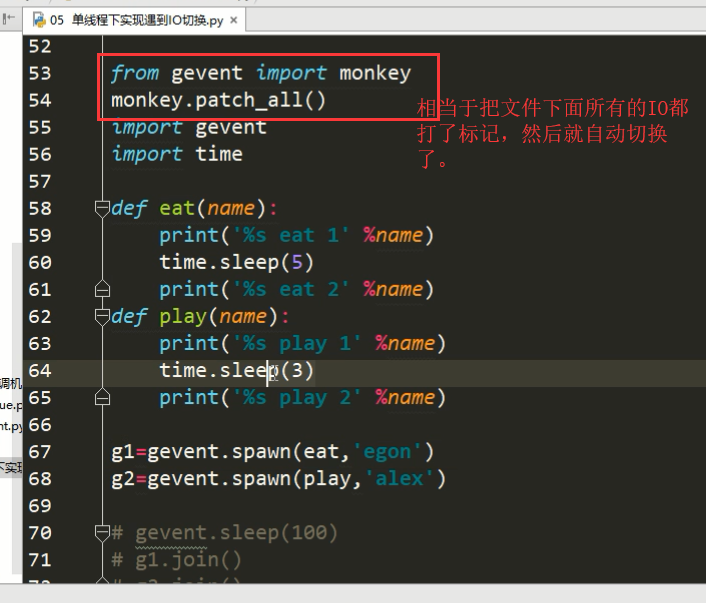 05 单线程下实现遇到IO切换.py ×
52
53 from gevent import monkey
54 monkey.patch_all()
相当于把文件下面所有的IO都
打了标记，然后就自动切换
了。
55 import gevent
56 import time
57
58 def eat(name):
59 print('%s eat 1' %name)
60 time.sleep(5)
61 print('%s eat 2' %name)
62 def play(name):
63 print('%s play 1' %name)
64 time.sleep(3)
65 print('%s play 2' %name)
66
67 g1=gevent.spawn(eat,'egon')
68 g2=gevent.spawn(play,'alex')
69
70 # gevent.sleep(100)
71 # g1.join()
72 # g2.join()
调机
ue.p
nt.py
下实现